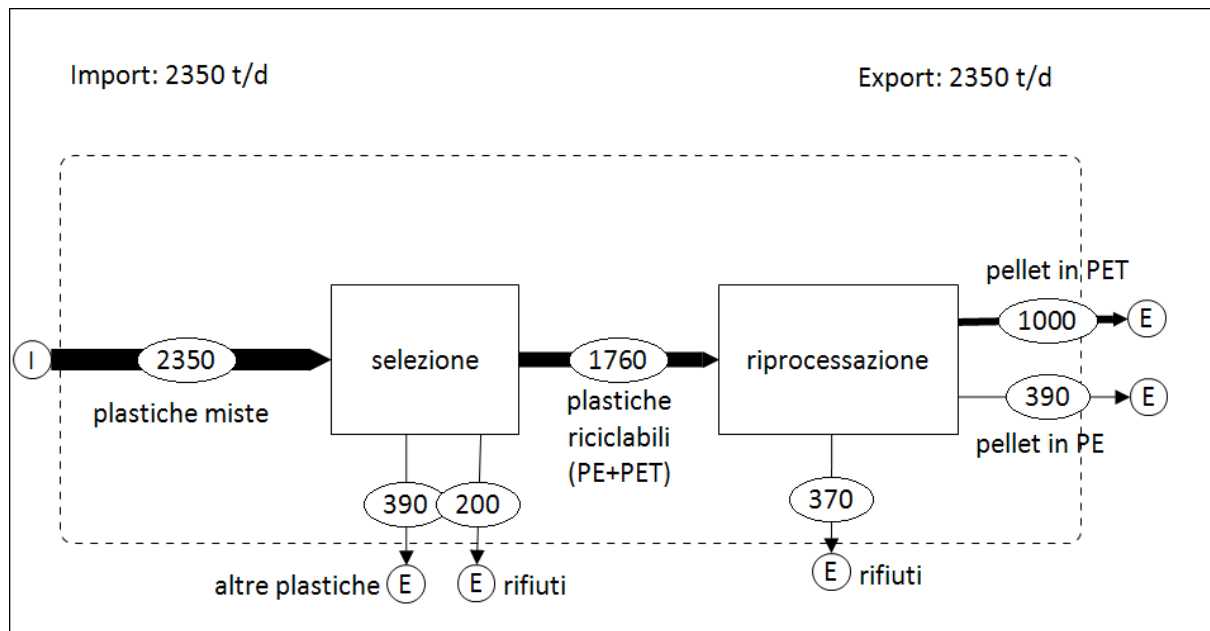 Import: 2350 t/d
Export: 2350 t/d
pellet in PET
1000
E
I
2350
selezione
1760
riprocessazione
plastiche miste
plastiche
riciclabili
(PE+PET)
390
E
pellet in PE
390
200
370
altre plastiche
E
E
rifiuti
E
rifiuti